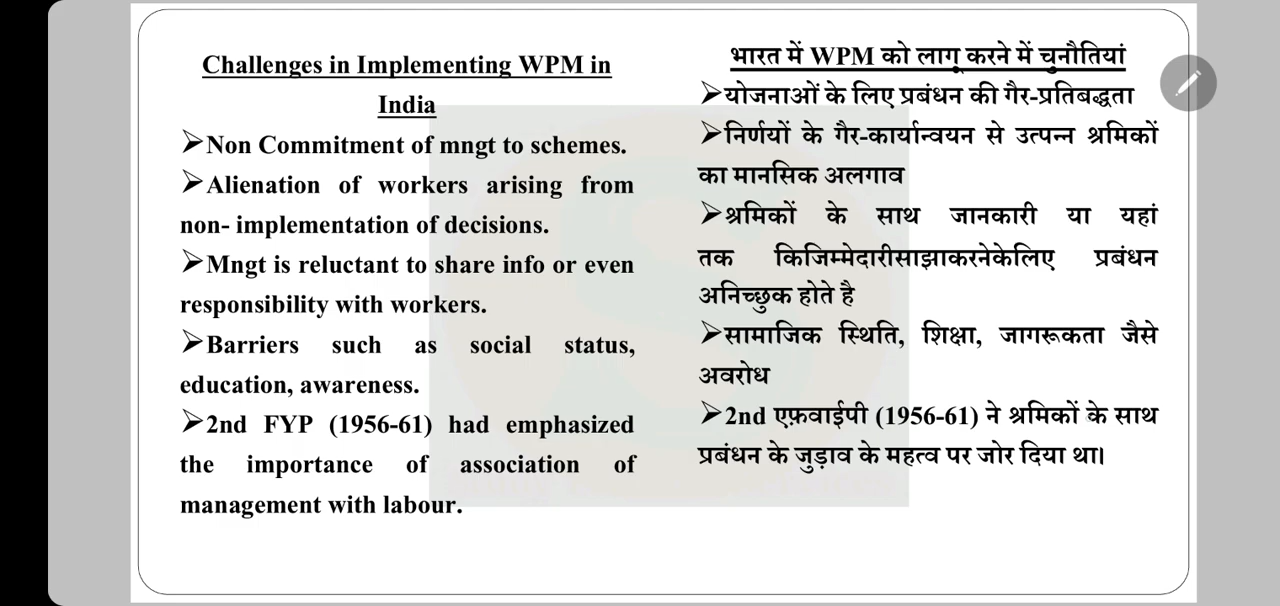 Challenges in Implementing WPM in
India
➢Non Commitment of mngt to schemes.
➢Alienation of workers arising from
non- implementation of decisions.
➢Mngt is reluctant to share info or even
responsibility with workers.
➢Barriers such as social status,
education, awareness.
➢2nd FYP (1956-61) had emphasized
the importance of association of
management with labour.
भारत में WPM को लागू करने में चुनौतियां
➢योजनाओं के लिए प्रबंधन की गैर-प्रतिबद्धता
➢निर्णयों के गैर-कार्यान्वयन से उत्पन्न श्रमिकों
का मानसिक अलगाव
➢श्रमिकों के साथ जानकारी या यहां
तक किजिम्मेदारीसाझाकरनेकेलिए प्रबंधन
अनिच्छुक होते है
➢सामाजिक स्थिति, शिक्षा, जागरूकता जैसे
अवरोध
➢2nd एफ़वाईपी (1956-61) ने श्रमिकों के साथ
प्रबंधन के जुड़ाव के महत्व पर जोर दिया था।